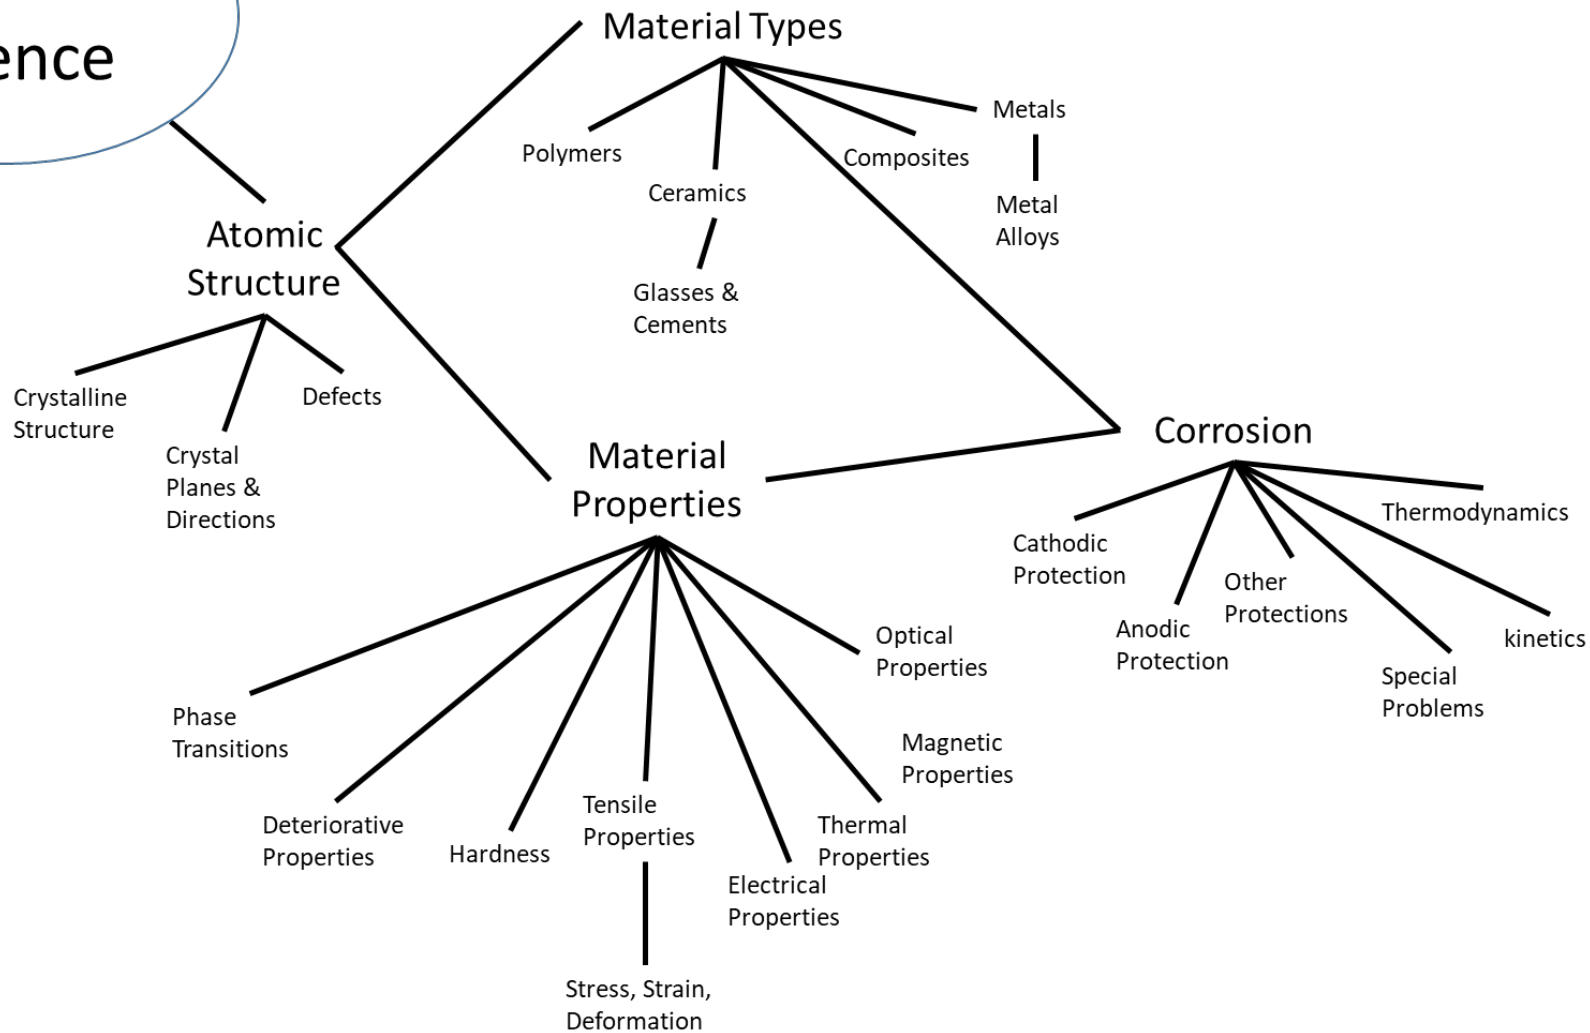 ence
Material Types
Polymers
Ceramics
Glasses &
Cements
Composites
Metals
Metal
Alloys
Atomic
Structure
Crystalline
Structure
Crystal
Planes &
Directions
Defects
Material
Properties
Phase
Transitions
Deteriorative
Properties
Hardness
Tensile
Properties
Stress, Strain,
Deformation
Electrical
Properties
Thermal
Properties
Magnetic
Properties
Optical
Properties
Corrosion
Cathodic
Protection
Anodic
Protection
Other
Protections
Special
Problems
kinetics
Thermodynamics